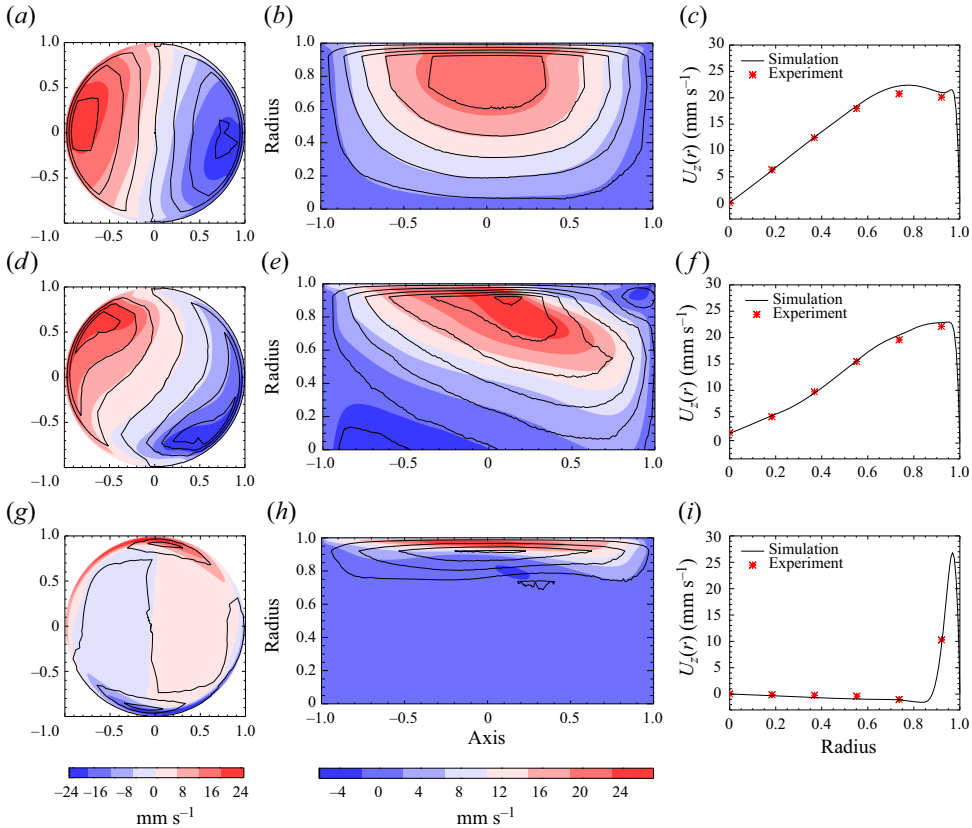 (a) (b) (c)
1.0 1.0 30
Simulation
Experiment
25
0.5 0.8 20
0 0.6 15
Radius
U_z(r) (mm s⁻¹)
0.4 10
–0.5 0.2 5
0 0
–1.0 –0.5 0 0.5 1.0 –1.0 –0.5 0 0.5 1.0 0 0.2 0.4 0.6 0.8 1.0
(d) (e) (f)
1.0 1.0 30
Simulation
Experiment
25
0.5 0.8 20
0 0.6 15
Radius
U_z(r) (mm s⁻¹)
0.4 10
–0.5 0.2 5
0 0
–1.0 –0.5 0 0.5 1.0 –1.0 –0.5 0 0.5 1.0 0 0.2 0.4 0.6 0.8 1.0
(g) (h) (i)
1.0 1.0 30
Simulation
Experiment
25
0.5 0.8 20
0 0.6 15
Radius
U_z(r) (mm s⁻¹)
0.4 10
–0.5 0.2 5
0 0
–1.0 –0.5 0 0.5 1.0 –1.0 –0.5 0 0.5 1.0 0 0.2 0.4 0.6 0.8 1.0
Axis Radius
–24 –16 –8 0 8 16 24 –4 0 4 8 12 16 20 24
mm s⁻¹ mm s⁻¹